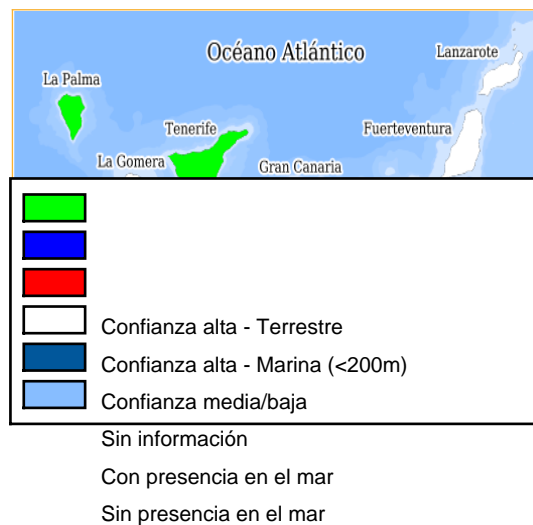 Océano Atlántico
Lanzarote
La Palma
Tenerife
Fuerteventura
La Gomera
Gran Canaria
Confianza alta - Terrestre
Confianza alta - Marina (<200m)
Confianza media/baja
Sin información
Con presencia en el mar
Sin presencia en el mar